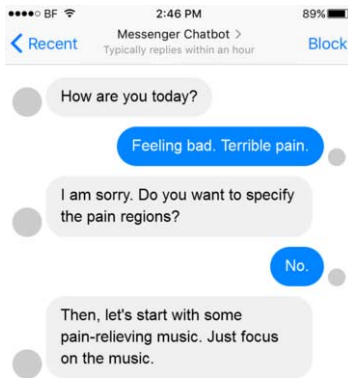 BF 2:46 PM 89%
Recent Messenger Chatbot > Block
Typically replies within an hour
How are you today?
Feeling bad. Terrible pain.
I am sorry. Do you want to specify
the pain regions?
No.
Then, let's start with some
pain-relieving music. Just focus
on the music.